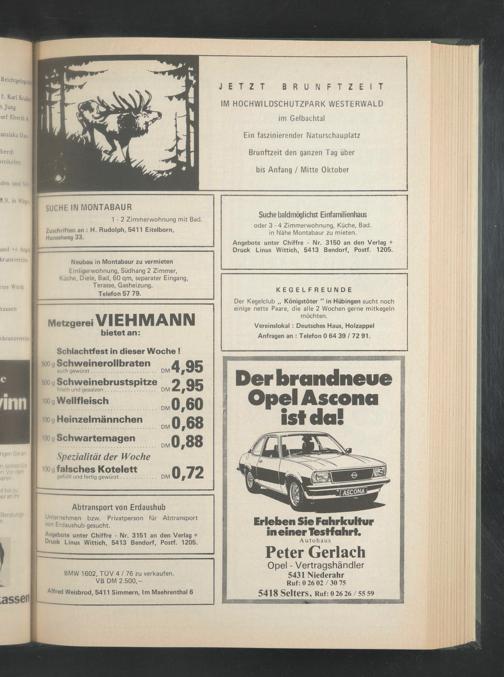 JETZT BRUNFTZEIT
IM HOCHWILDSCHUTZPARK WESTERWALD
im Gelbachtal
Ein faszinierender Naturschauplatz
Brunftzeit den ganzen Tag über
bis Anfang / Mitte Oktober
SUCHE IN MONTABAUR
1 - 2 Zimmerwohnung mit Bad.
Zuschriften an : H. Rudolph, 5411 Eitelborn,
Hunsweg 33.
Neubau in Montabaur zu vermieten
Einliegerwohnung, Südhang 2 Zimmer,
Küche, Diele, Bad, 60 qm, separater Eingang,
Terasse, Gasheizung.
Telefon 57 79.
Metzgerei VIEHMANN
bietet an:
Schlachtfest in dieser Woche !
500 g Schweinerollbraten
auch gewürzt DM 4,95
500 g Schweinebrustspitze
frisch und gesalzen DM 2,95
100 g Wellfleisch DM 0,60
100 g Heinzelmännchen DM 0,68
100 g Schwartemagen DM 0,88
Spezialität der Woche
100 g falsches Kotelett
gefüllt und fertig gewürzt DM 0,72
Abtransport von Erdaushub
Unternehmen bzw. Privatperson für Abtransport
von Erdaushub gesucht.
Angebote unter Chiffre - Nr. 3151 an den Verlag +
Druck Linus Wittich, 5413 Bendorf, Postf. 1205.
BMW 1602, TÜV 4 / 76 zu verkaufen.
VB DM 2.500,—
Alfred Weisbrod, 5411 Simmern, Im Maehrenthal 6
Suche baldmöglichst Einfamilienhaus
oder 3 - 4 Zimmerwohnung, Küche, Bad.
in Nähe Montabaur zu mieten.
Angebote unter Chiffre - Nr. 3150 an den Verlag +
Druck Linus Wittich, 5413 Bendorf, Postf. 1205.
KEGELFREUNDE
Der Kegelclub „ Königstöter " in Hübingen sucht noch
einige nette Paare, die alle 2 Wochen gerne mitkegeln
möchten.
Vereinslokal : Deutsches Haus, Holzappel
Anfragen an : Telefon 0 64 39 / 72 91.
Der brandneue
Opel Ascona
ist da!
ASCONA
Erleben Sie Fahrkultur
in einer Testfahrt.
Autohaus
Peter Gerlach
Opel - Vertragshändler
5431 Niederahr
Ruf: 0 26 02 / 30 75
5418 Selters, Ruf: 0 26 26 / 55 59